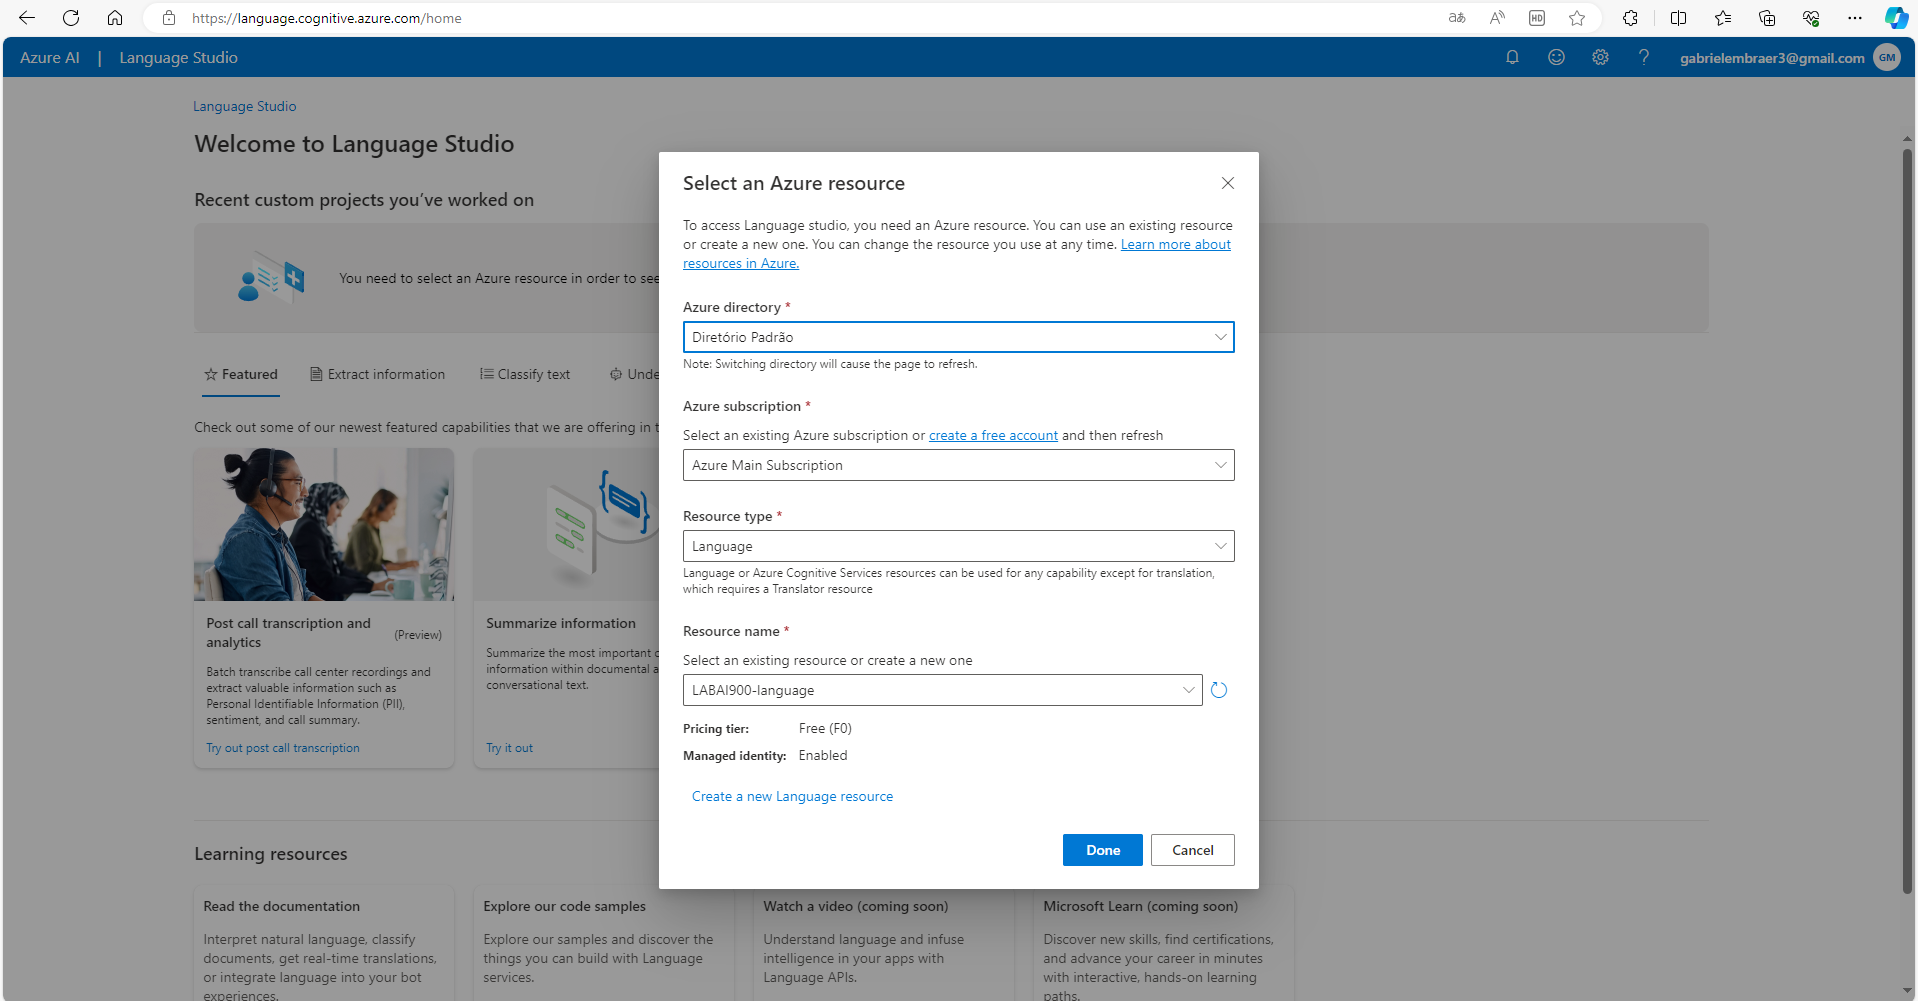 https://language.cognitive.azure.com/home
Azure AI | Language Studio
gabrielembraer3@gmail.com GM
Language Studio
Welcome to Language Studio
Recent custom projects you’ve worked on
You need to select an Azure resource in order to see
Featured
Extract information
Classify text
Unde
Check out some of our newest featured capabilities that we are offering in t
Post call transcription and
analytics
(Preview)
Batch transcribe call center recordings and
extract valuable information such as
Personal Identifiable Information (PII),
sentiment, and call summary.
Try out post call transcription
Summarize information
Summarize the most important c
information within documental a
conversational text.
Try it out
Learning resources
Read the documentation
Interpret natural language, classify
documents, get real-time translations,
or integrate language into your bot
experiences.
Explore our code samples
Explore our samples and discover the
things you can build with Language
services.
Watch a video (coming soon)
Understand language and infuse
intelligence in your apps with
Language APIs.
Microsoft Learn (coming soon)
Discover new skills, find certifications,
and advance your career in minutes
with interactive, hands-on learning
paths.
Select an Azure resource
To access Language studio, you need an Azure resource. You can use an existing resource
or create a new one. You can change the resource you use at any time. Learn more about
resources in Azure.
Azure directory *
Diretório Padrão
Note: Switching directory will cause the page to refresh.
Azure subscription *
Select an existing Azure subscription or create a free account and then refresh
Azure Main Subscription
Resource type *
Language
Language or Azure Cognitive Services resources can be used for any capability except for translation,
which requires a Translator resource
Resource name *
Select an existing resource or create a new one
LABAI900-language
Pricing tier: Free (F0)
Managed identity: Enabled
Create a new Language resource
Done
Cancel